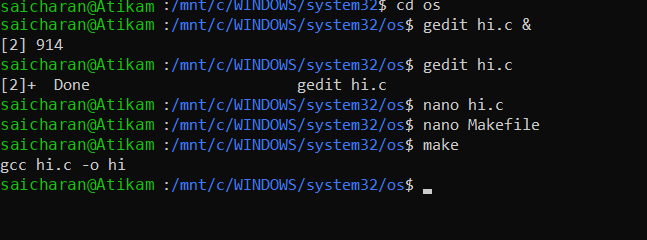 saicharan@Atikam :/mnt/c/WINDOWS/system32$ cd os
saicharan@Atikam :/mnt/c/WINDOWS/system32/os$ gedit hi.c &
[2] 914
saicharan@Atikam :/mnt/c/WINDOWS/system32/os$ gedit hi.c
[2]+  Done                    gedit hi.c
saicharan@Atikam :/mnt/c/WINDOWS/system32/os$ nano hi.c
saicharan@Atikam :/mnt/c/WINDOWS/system32/os$ nano Makefile
saicharan@Atikam :/mnt/c/WINDOWS/system32/os$ make
gcc hi.c -o hi
saicharan@Atikam :/mnt/c/WINDOWS/system32/os$